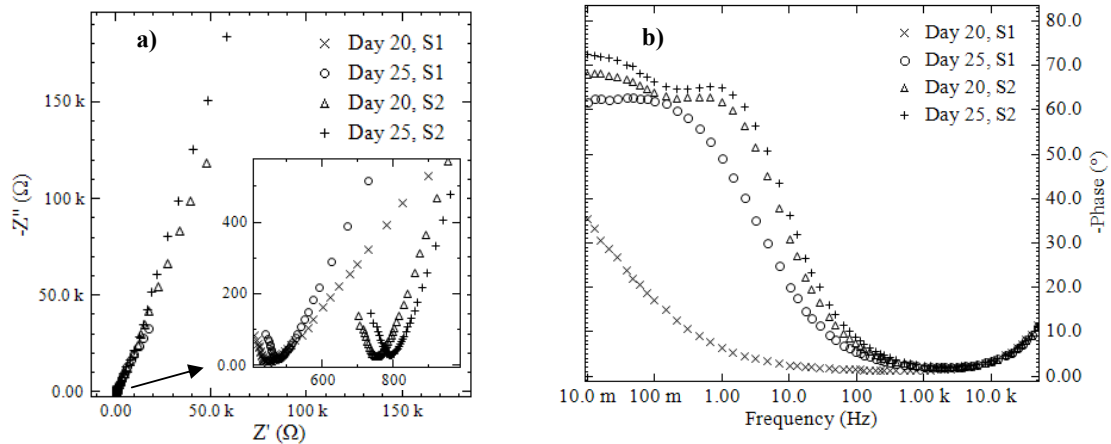 a)
Day 20, S1
Day 25, S1
Day 20, S2
Day 25, S2
150 k
100 k
50.0 k
0.00
-Z'' (Ω)
400
200
0.00
600
800
0.00
50.0 k
100 k
150 k
Z' (Ω)
b)
Day 20, S1
Day 25, S1
Day 20, S2
Day 25, S2
80.0
70.0
60.0
50.0
40.0
30.0
20.0
10.0
0.00
-Phase (°)
10.0 m
100 m
1.00
10.0
100
1.00 k
10.0 k
Frequency (Hz)